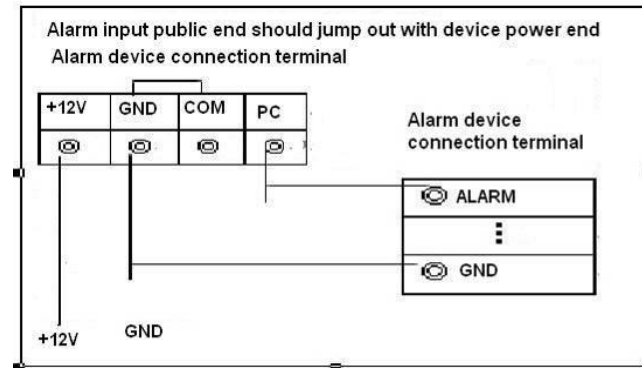 Alarm input public end should jump out with device power end
Alarm device connection terminal
+12V GND COM PC
Alarm device
connection terminal
ALARM
GND
+12V GND